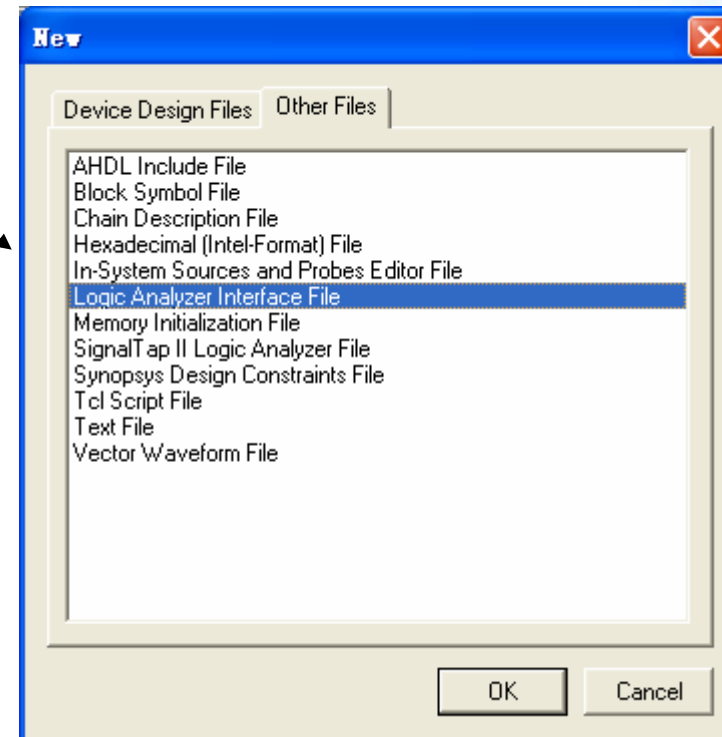 New
Device Design Files Other Files
AHDL Include File
Block Symbol File
Chain Description File
Hexadecimal (Intel-Format) File
In-System Sources and Probes Editor File
Logic Analyzer Interface File
Memory Initialization File
SignalTap II Logic Analyzer File
Synopsys Design Constraints File
Tcl Script File
Text File
Vector Waveform File
OK Cancel